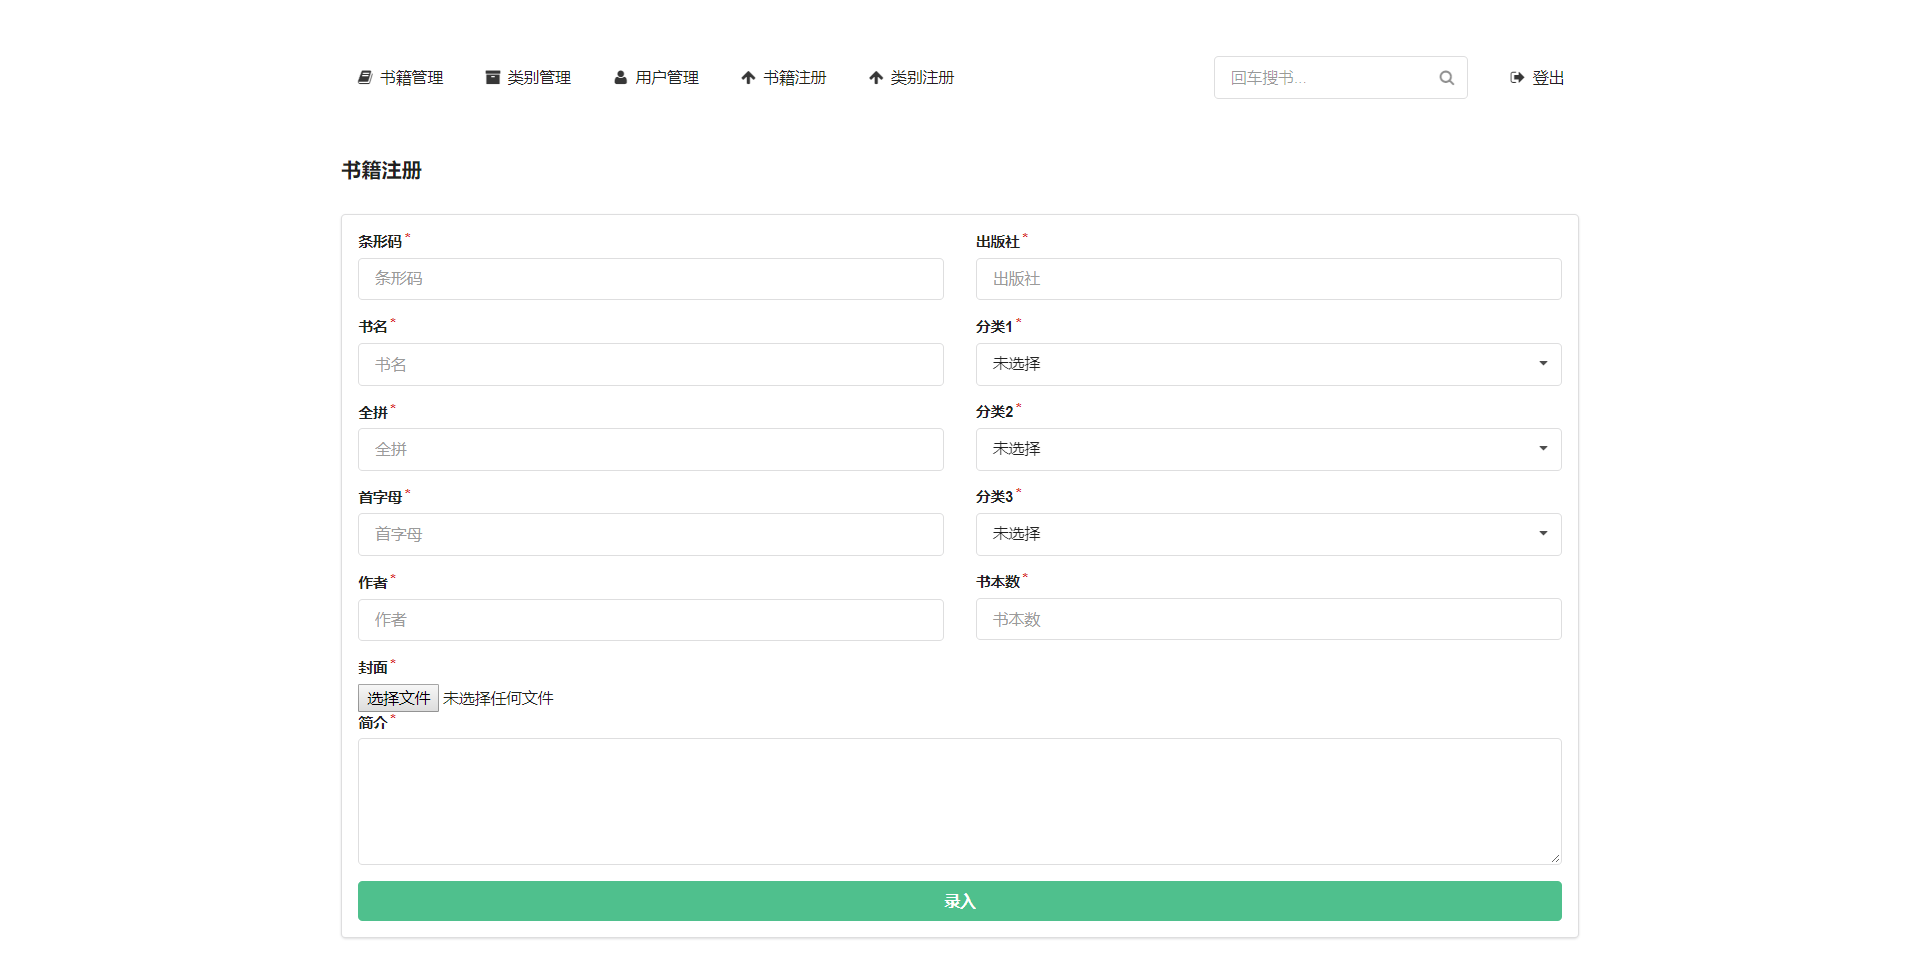 书籍管理 类别管理 用户管理 书籍注册 类别注册 回车搜书... 登出
书籍注册
条形码* 出版社*
条形码 出版社
书名* 分类1*
书名 未选择
全拼* 分类2*
全拼 未选择
首字母* 分类3*
首字母 未选择
作者* 书本数*
作者 书本数
封面*
选择文件 未选择任何文件
简介*
录入